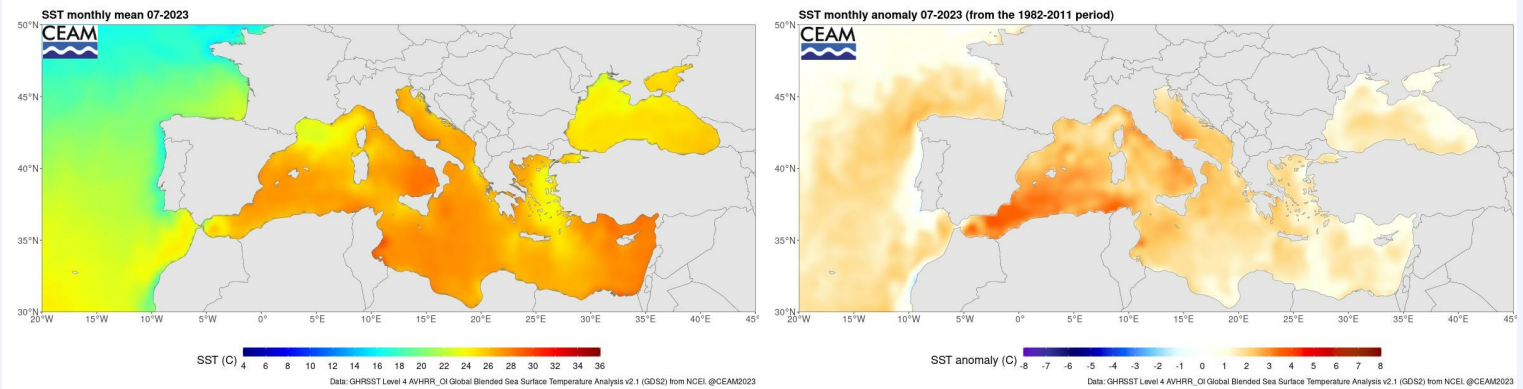 SST monthly mean 07-2023
CEAM
50°N
45°N
40°N
35°N
30°N
20°W 15°W 10°W 5°W 0° 5°E 10°E 15°E 20°E 25°E 30°E 35°E 40°E 45°
SST (C)
4 6 8 10 12 14 16 18 20 22 24 26 28 30 32 34 36
Data: GHRSST Level 4 AVHRR_OI Global Blended Sea Surface Temperature Analysis v2.1 (GDS2) from NCEI. @CEAM2023
SST monthly anomaly 07-2023 (from the 1982-2011 period)
CEAM
50°N
45°N
40°N
35°N
30°N
20°W 15°W 10°W 5°W 0° 5°E 10°E 15°E 20°E 25°E 30°E 35°E 40°E 45°
SST anomaly (C)
-8 -7 -6 -5 -4 -3 -2 -1 0 1 2 3 4 5 6 7 8
Data: GHRSST Level 4 AVHRR_OI Global Blended Sea Surface Temperature Analysis v2.1 (GDS2) from NCEI. @CEAM2023